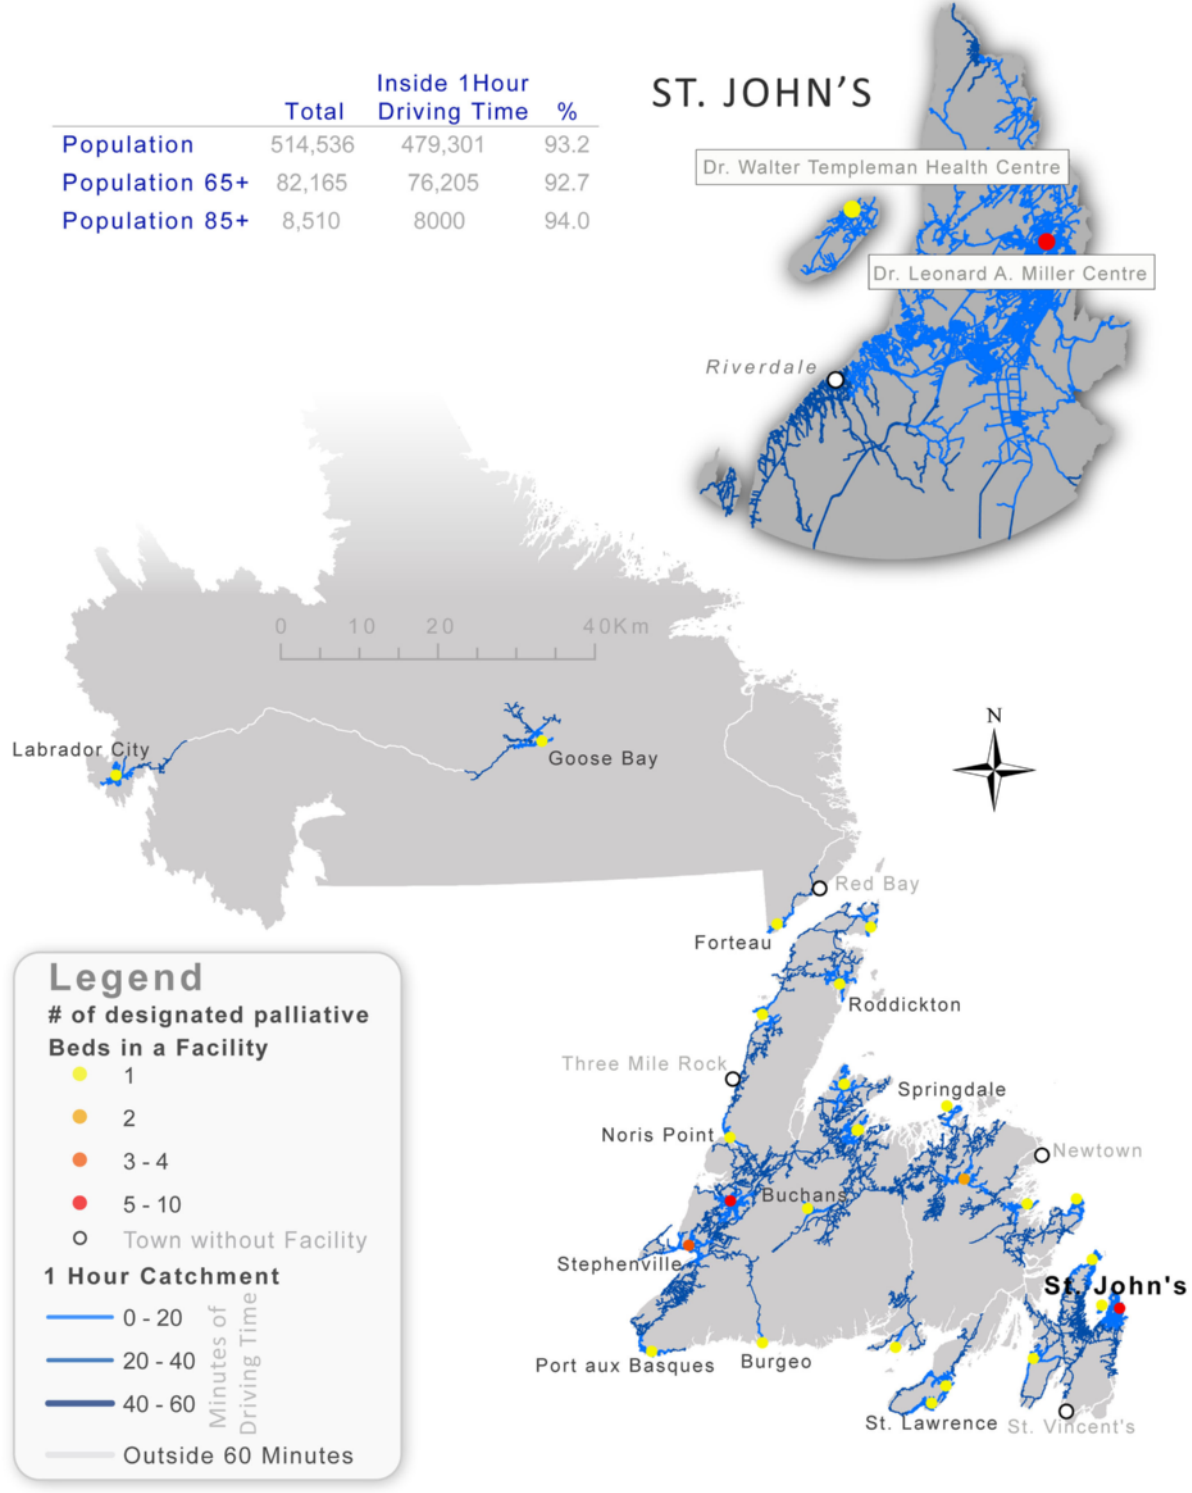 Inside 1Hour
Total Driving Time %
Population 514,536 479,301 93.2
Population 65+ 82,165 76,205 92.7
Population 85+ 8,510 8000 94.0
ST. JOHN'S
Dr. Walter Templeman Health Centre
Dr. Leonard A. Miller Centre
Riverdale
0 10 20 40Km
Labrador City
Goose Bay
N
Red Bay
Forteau
Roddickton
Three Mile Rock
Springdale
Noris Point
Newtown
Buchans
Stephenville
St. John's
Port aux Basques
Burgeo
St. Lawrence
St. Vincent's
Legend
# of designated palliative
Beds in a Facility
1
2
3 - 4
5 - 10
Town without Facility
1 Hour Catchment
0 - 20
20 - 40
40 - 60
Minutes of
Driving Time
Outside 60 Minutes